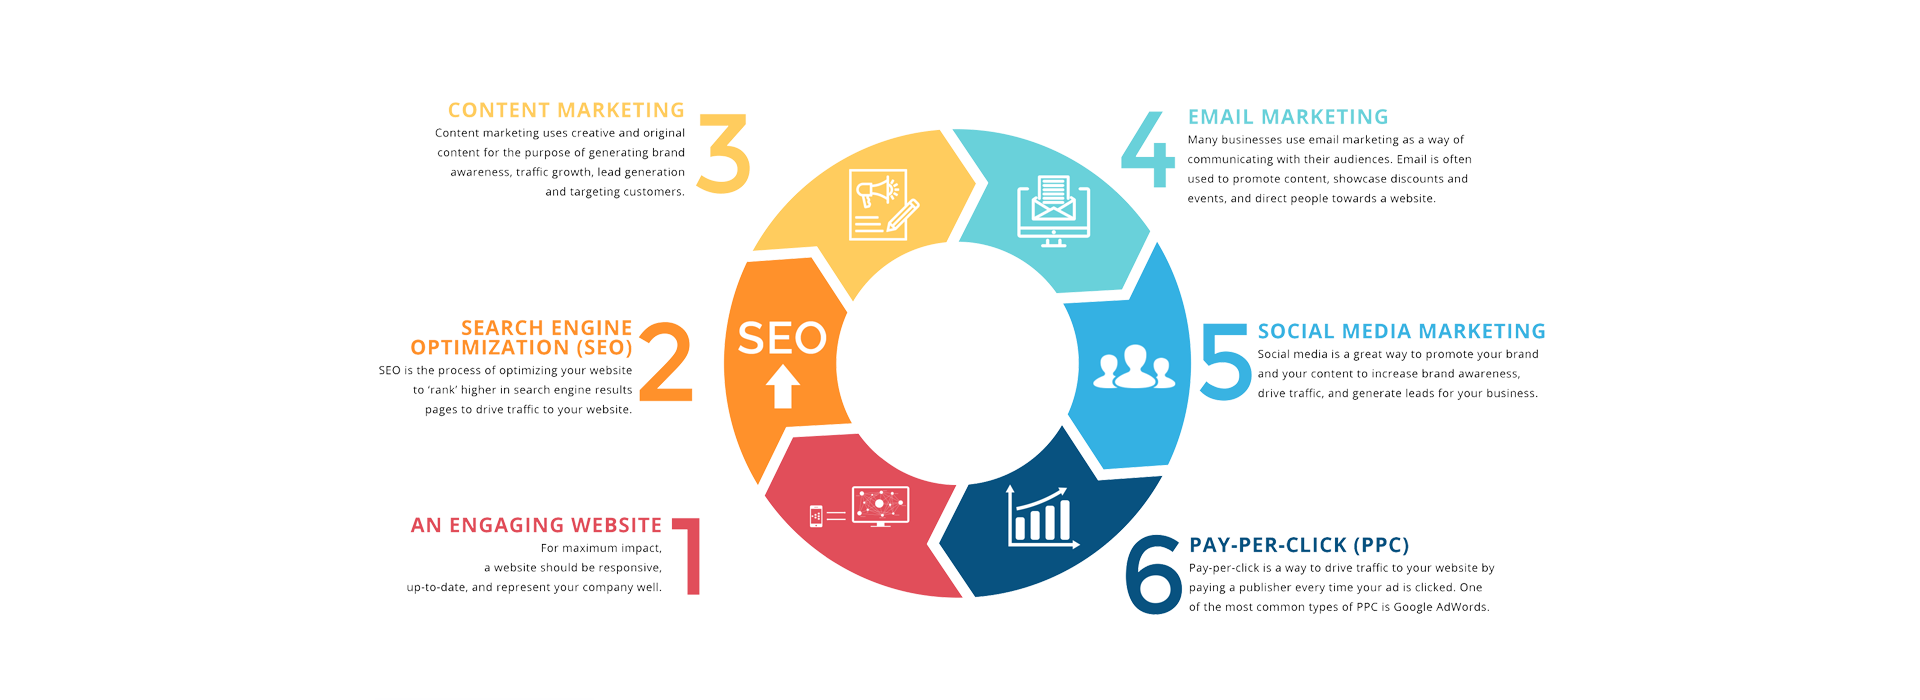 CONTENT MARKETING
Content marketing uses creative and original
content for the purpose of generating brand
awareness, traffic growth, lead generation
and targeting customers.
3
4
EMAIL MARKETING
Many businesses use email marketing as a way of
communicating with their audiences. Email is often
used to promote content, showcase discounts and
events, and direct people towards a website.
SEARCH ENGINE
OPTIMIZATION (SEO)
SEO is the process of optimizing your website
to ‘rank’ higher in search engine results
pages to drive traffic to your website.
2
SEO
5
SOCIAL MEDIA MARKETING
Social media is a great way to promote your brand
and your content to increase brand awareness,
drive traffic, and generate leads for your business.
AN ENGAGING WEBSITE
For maximum impact,
a website should be responsive,
up-to-date, and represent your company well.
1
6
PAY-PER-CLICK (PPC)
Pay-per-click is a way to drive traffic to your website by
paying a publisher every time your ad is clicked. One
of the most common types of PPC is Google AdWords.